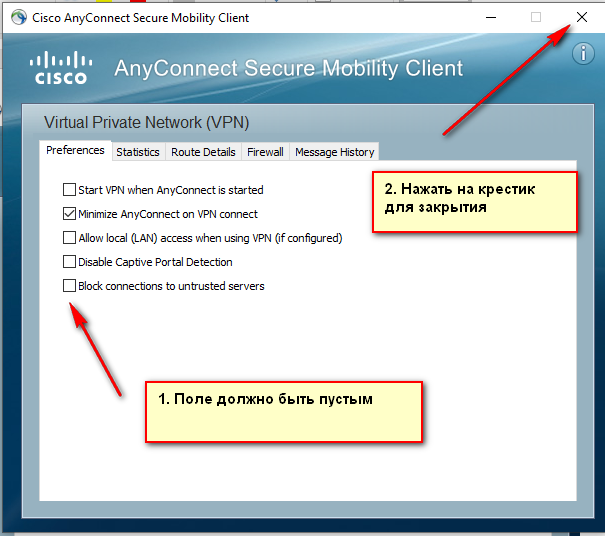 Cisco AnyConnect Secure Mobility Client
CISCO
AnyConnect Secure Mobility Client
i
Virtual Private Network (VPN)
Preferences
Statistics
Route Details
Firewall
Message History
Start VPN when AnyConnect is started
Minimize AnyConnect on VPN connect
Allow local (LAN) access when using VPN (if configured)
Disable Captive Portal Detection
Block connections to untrusted servers
2. Нажать на крестик
для закрытия
1. Поле должно быть пустым